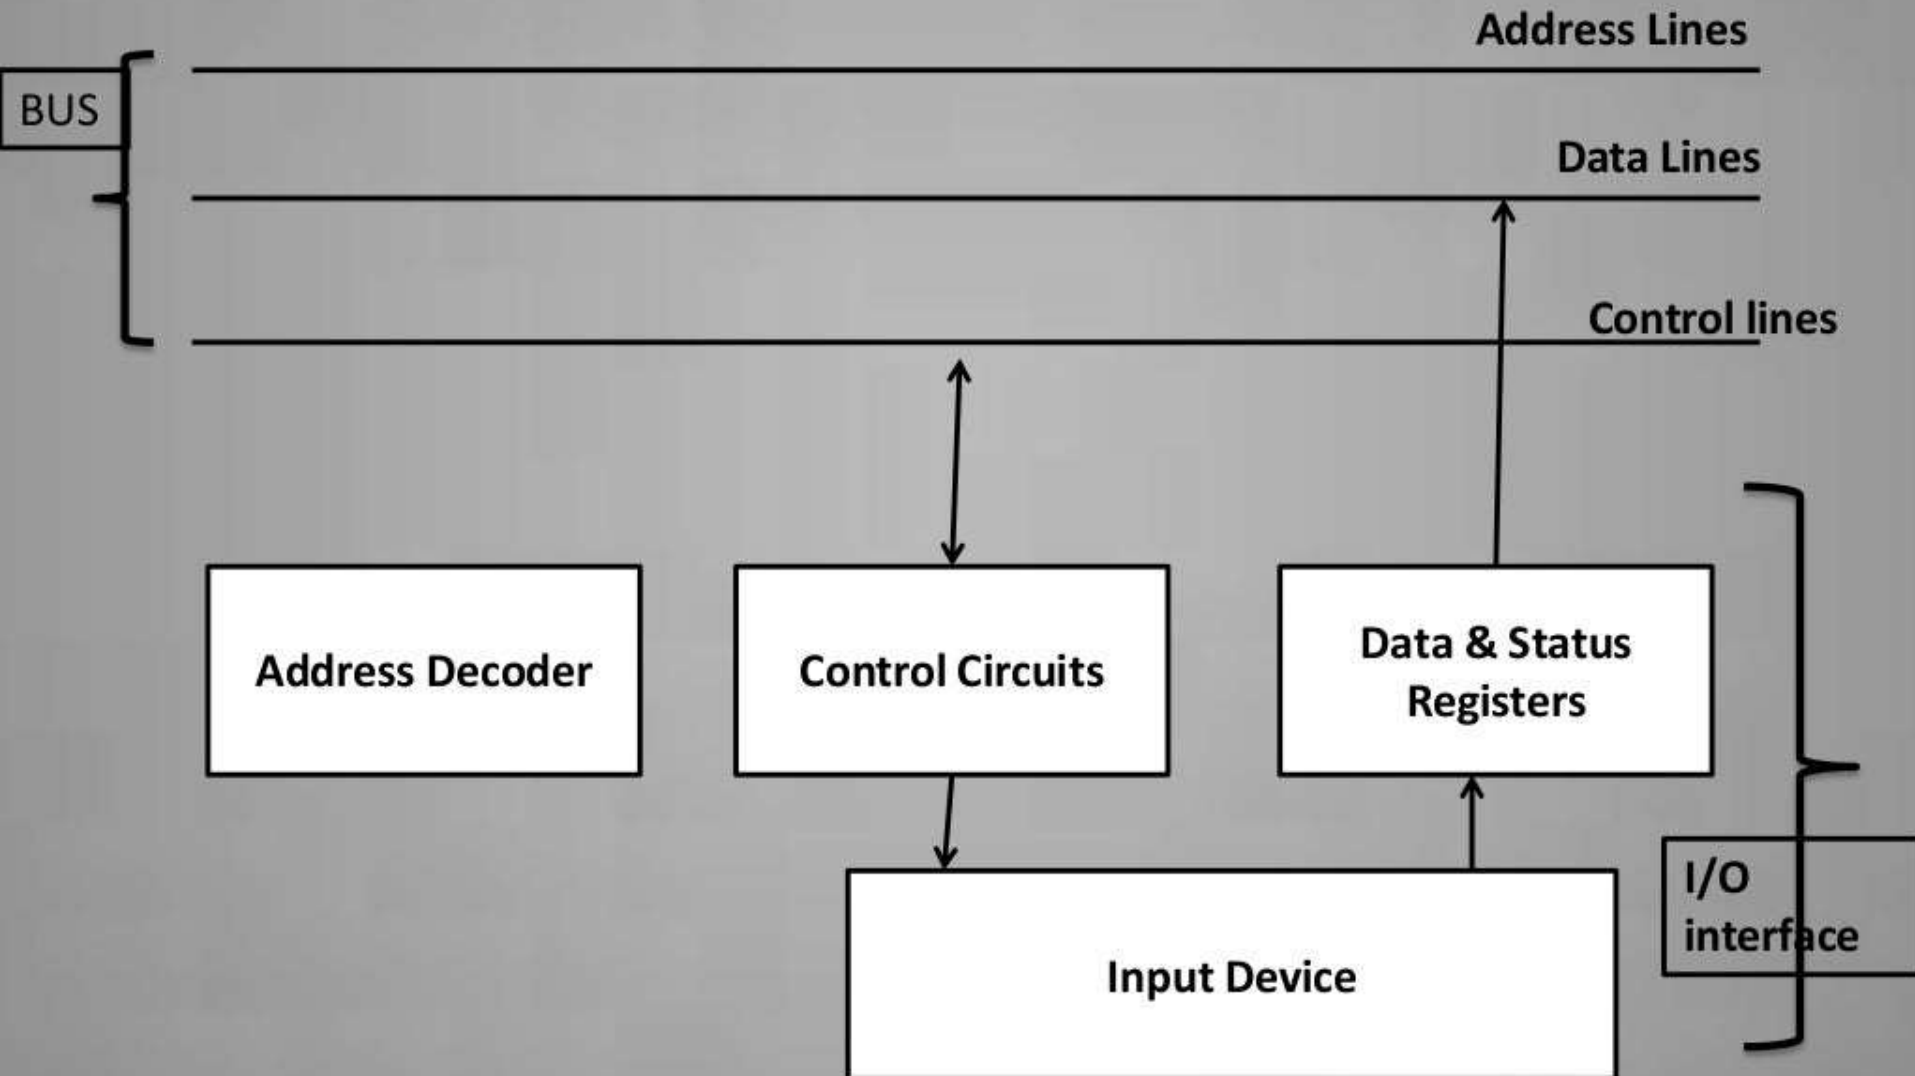 Address Lines
BUS
Data Lines
Control lines
Address Decoder
Control Circuits
Data & Status
Registers
I/O
interface
Input Device